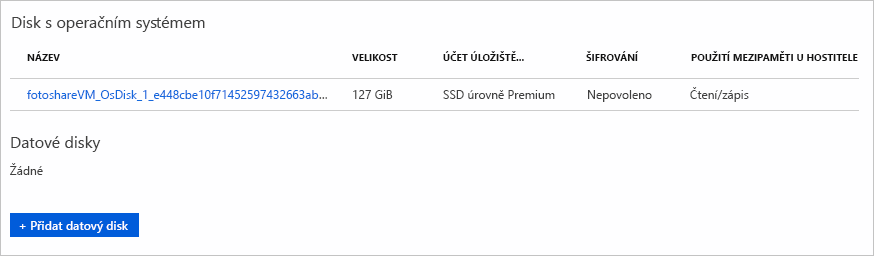 Disk s operačním systémem
NÁZEV VELIKOST ÚČET ÚLOŽIŠTĚ... ŠIFROVÁNÍ POUŽITÍ MEZIPAMĚTI U HOSTITELE
fotoshareVM_OsDisk_1_e448cbe10f71452597432663ab... 127 GiB SSD úrovně Premium Nepovoleno Čtení/zápis
Datové disky
Žádné
+ Přidat datový disk